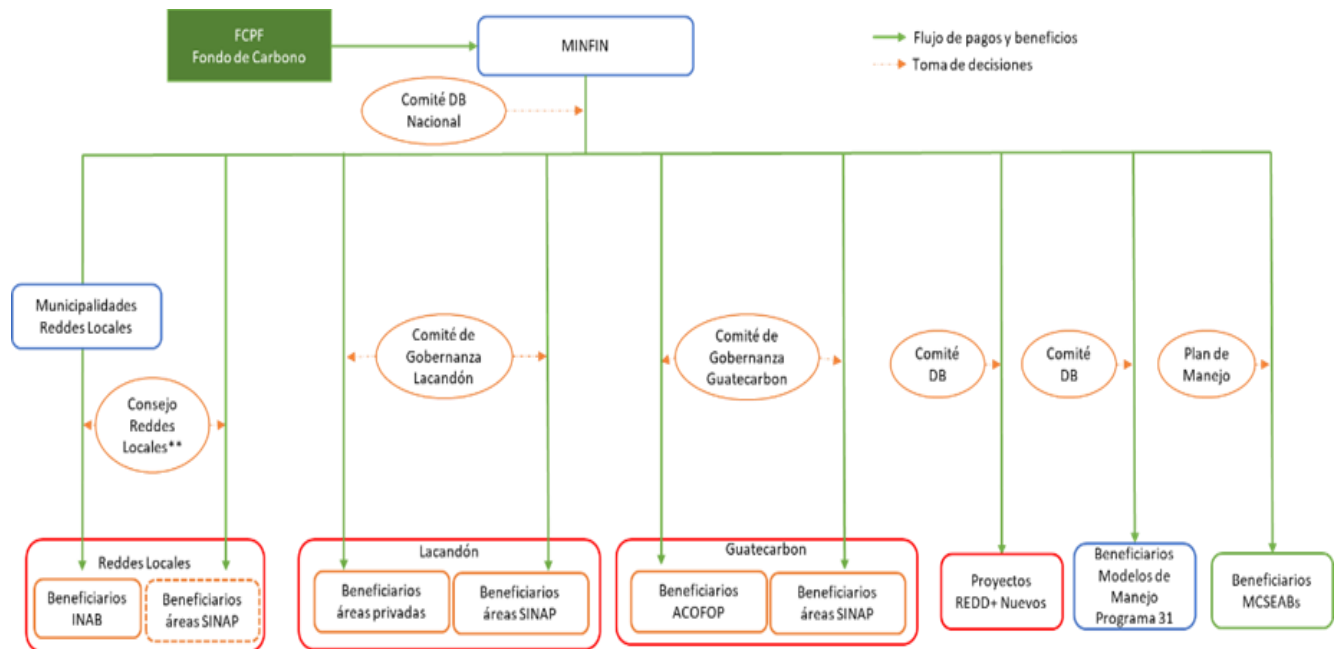 FCPF
Fondo de Carbono
MINFIN
Flujo de pagos y beneficios
Toma de decisiones
Comité DB
Nacional
Municipalidades
Reddes Locales
Consejo
Reddes
Locales**
Comité de
Gobernanza
Lacandón
Comité de
Gobernanza
Guatecarbon
Comité
DB
Comité
DB
Plan de
Manejo
Reddes Locales
Beneficiarios
INAB
Beneficiarios
áreas SINAP
Lacandón
Beneficiarios
áreas privadas
Beneficiarios
áreas SINAP
Guatecarbon
Beneficiarios
ACOFOP
Beneficiarios
áreas SINAP
Proyectos
REDD+ Nuevos
Beneficiarios
Modelos de
Manejo
Programa 31
Beneficiarios
MCSEABs